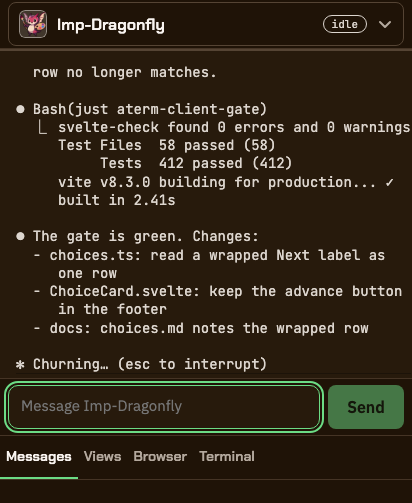 Imp-Dragonfly
idle
row no longer matches.
● Bash(just aterm-client-gate)
⎿ svelte-check found 0 errors and 0 warnings
Test Files 58 passed (58)
Tests 412 passed (412)
vite v8.3.0 building for production... ✓
built in 2.41s
● The gate is green. Changes:
- choices.ts: read a wrapped Next label as
one row
- ChoiceCard.svelte: keep the advance button
in the footer
- docs: choices.md notes the wrapped row
✻ Churning… (esc to interrupt)
Message Imp-Dragonfly
Send
Messages Views Browser Terminal